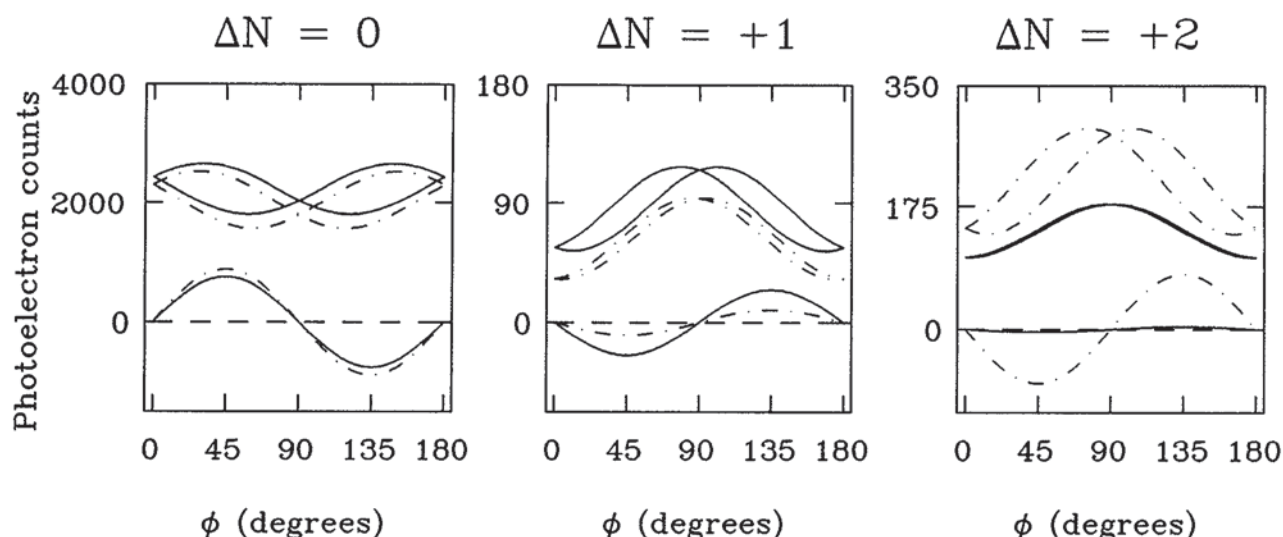 ΔN = 0 ΔN = +1 ΔN = +2
4000 180 350
Photoelectron counts
2000 90 175
0 0 0
0 45 90 135 180 0 45 90 135 180 0 45 90 135 180
ϕ (degrees) ϕ (degrees) ϕ (degrees)